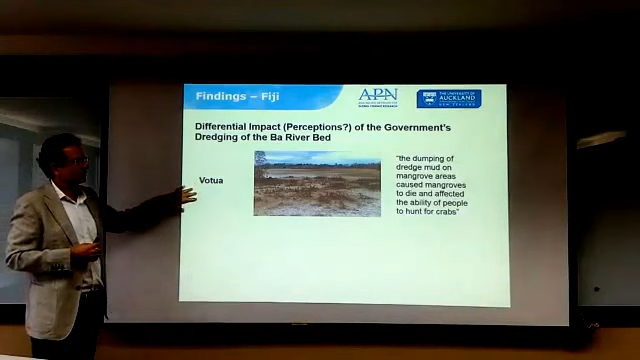 Findings – Fiji
APN
THE UNIVERSITY OF
AUCKLAND
NEW ZEALAND
Differential Impact (Perceptions?) of the Government's
Dredging of the Ba River Bed
Votua
"the dumping of
dredge mud on
mangrove areas
caused mangroves
to die and affected
the ability of people
to hunt for crabs"